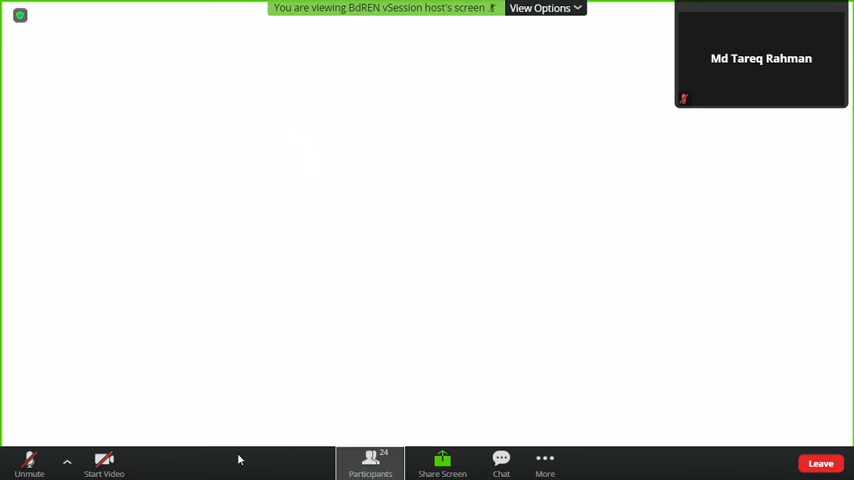 You are viewing BdREN vSession host's screen
View Options
Md Tareq Rahman
24
Unmute
Start Video
Participants
Share Screen
Chat
More
Leave